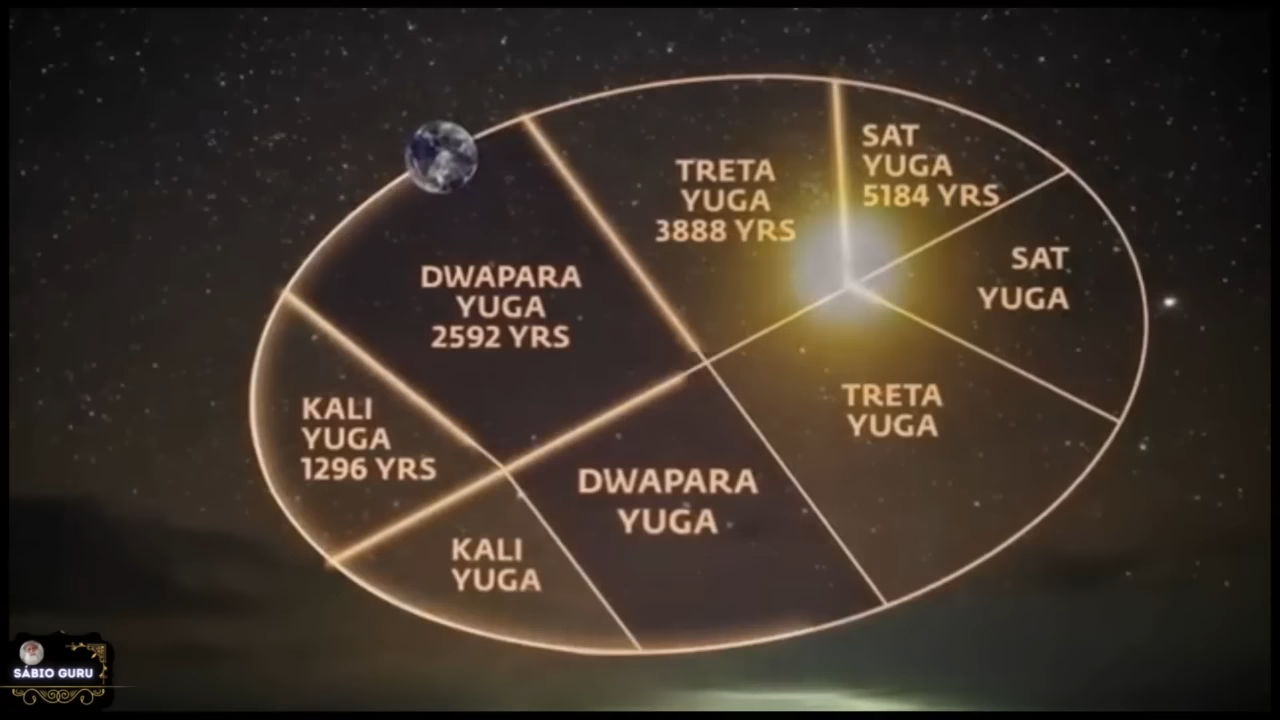 SAT
YUGA
5184 YRS
TRETA
YUGA
3888 YRS
SAT
YUGA
DWAPARA
YUGA
2592 YRS
TRETA
YUGA
KALI
YUGA
1296 YRS
DWAPARA
YUGA
KALI
YUGA
SÁBIO GURU